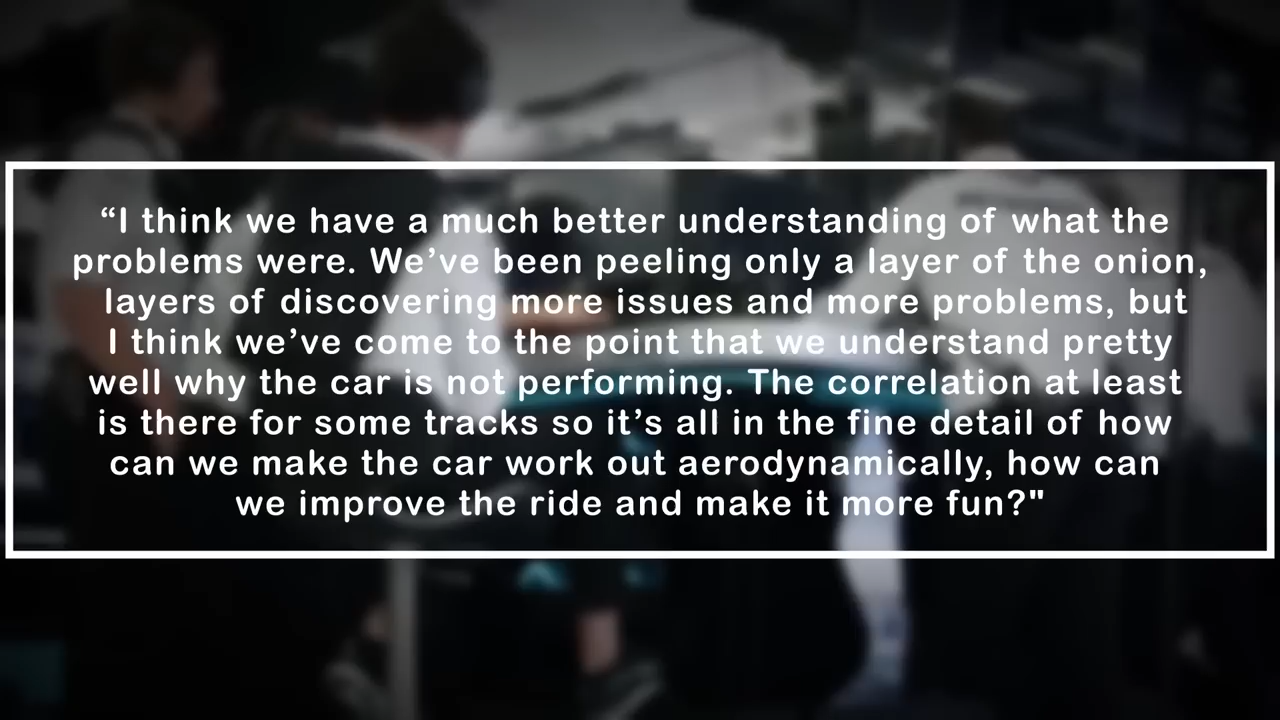 “I think we have a much better understanding of what the
problems were. We’ve been peeling only a layer of the onion,
layers of discovering more issues and more problems, but
I think we’ve come to the point that we understand pretty
well why the car is not performing. The correlation at least
is there for some tracks so it’s all in the fine detail of how
can we make the car work out aerodynamically, how can
we improve the ride and make it more fun?"